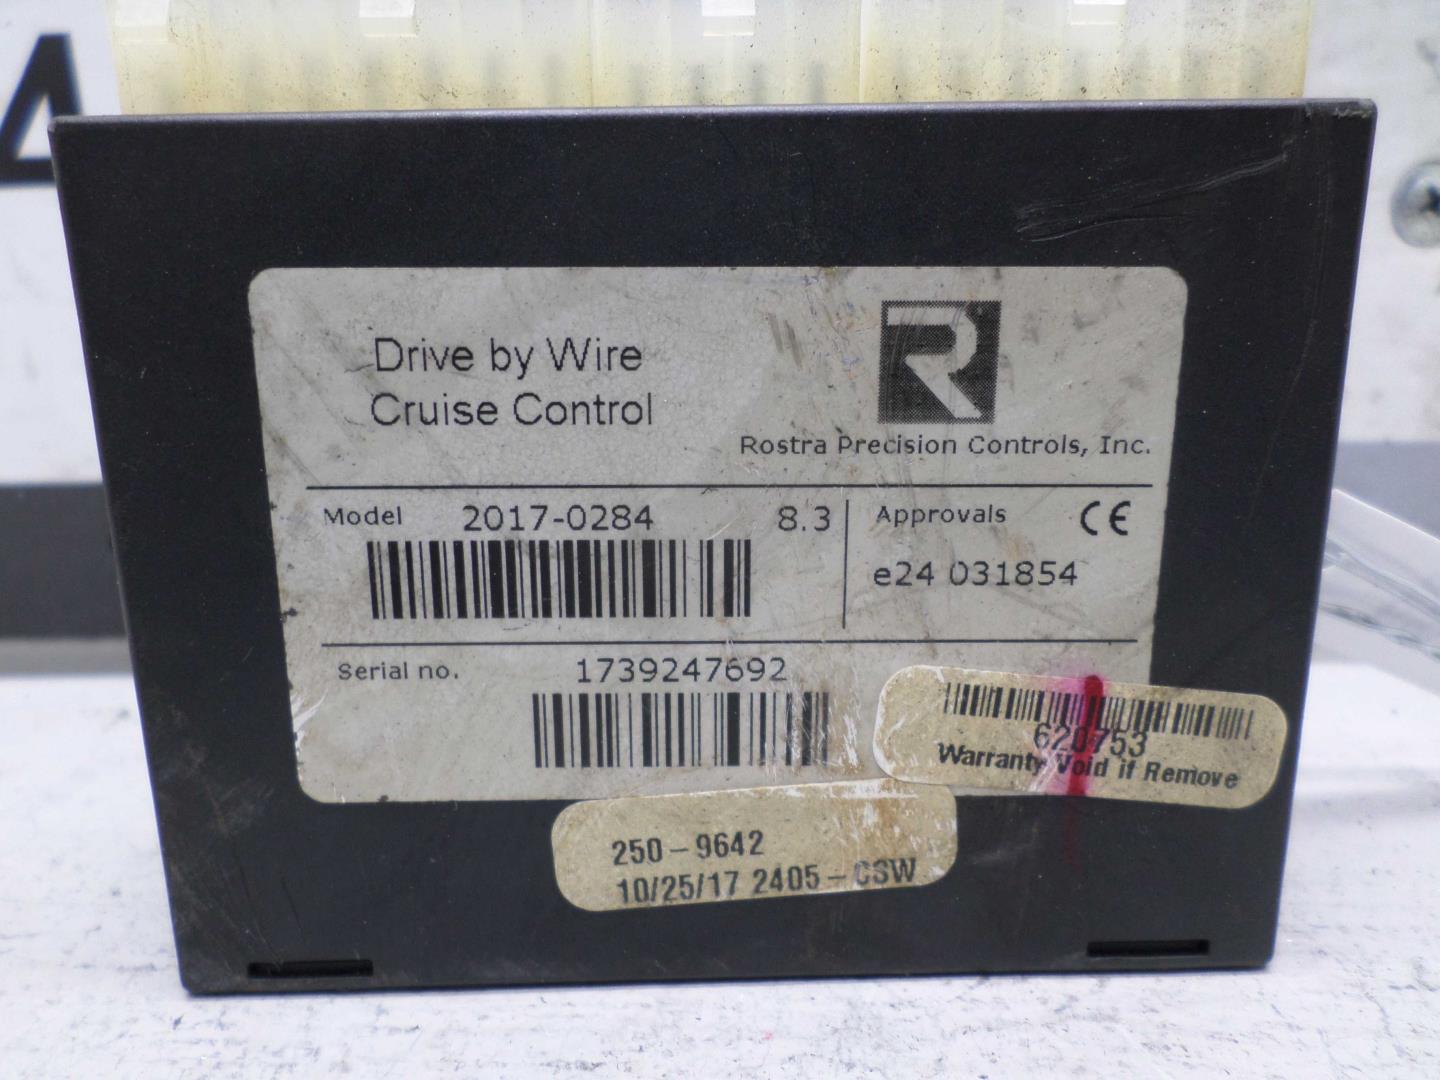 4
Drive by Wire
Cruise Control
R
Rostra Precision Controls, Inc.
Model 2017-0284 8.3
Approvals CE
e24 031854
Serial no. 1739247692
620753
Warranty Void if Remove
250-9642
10/25/17 2405-CSW